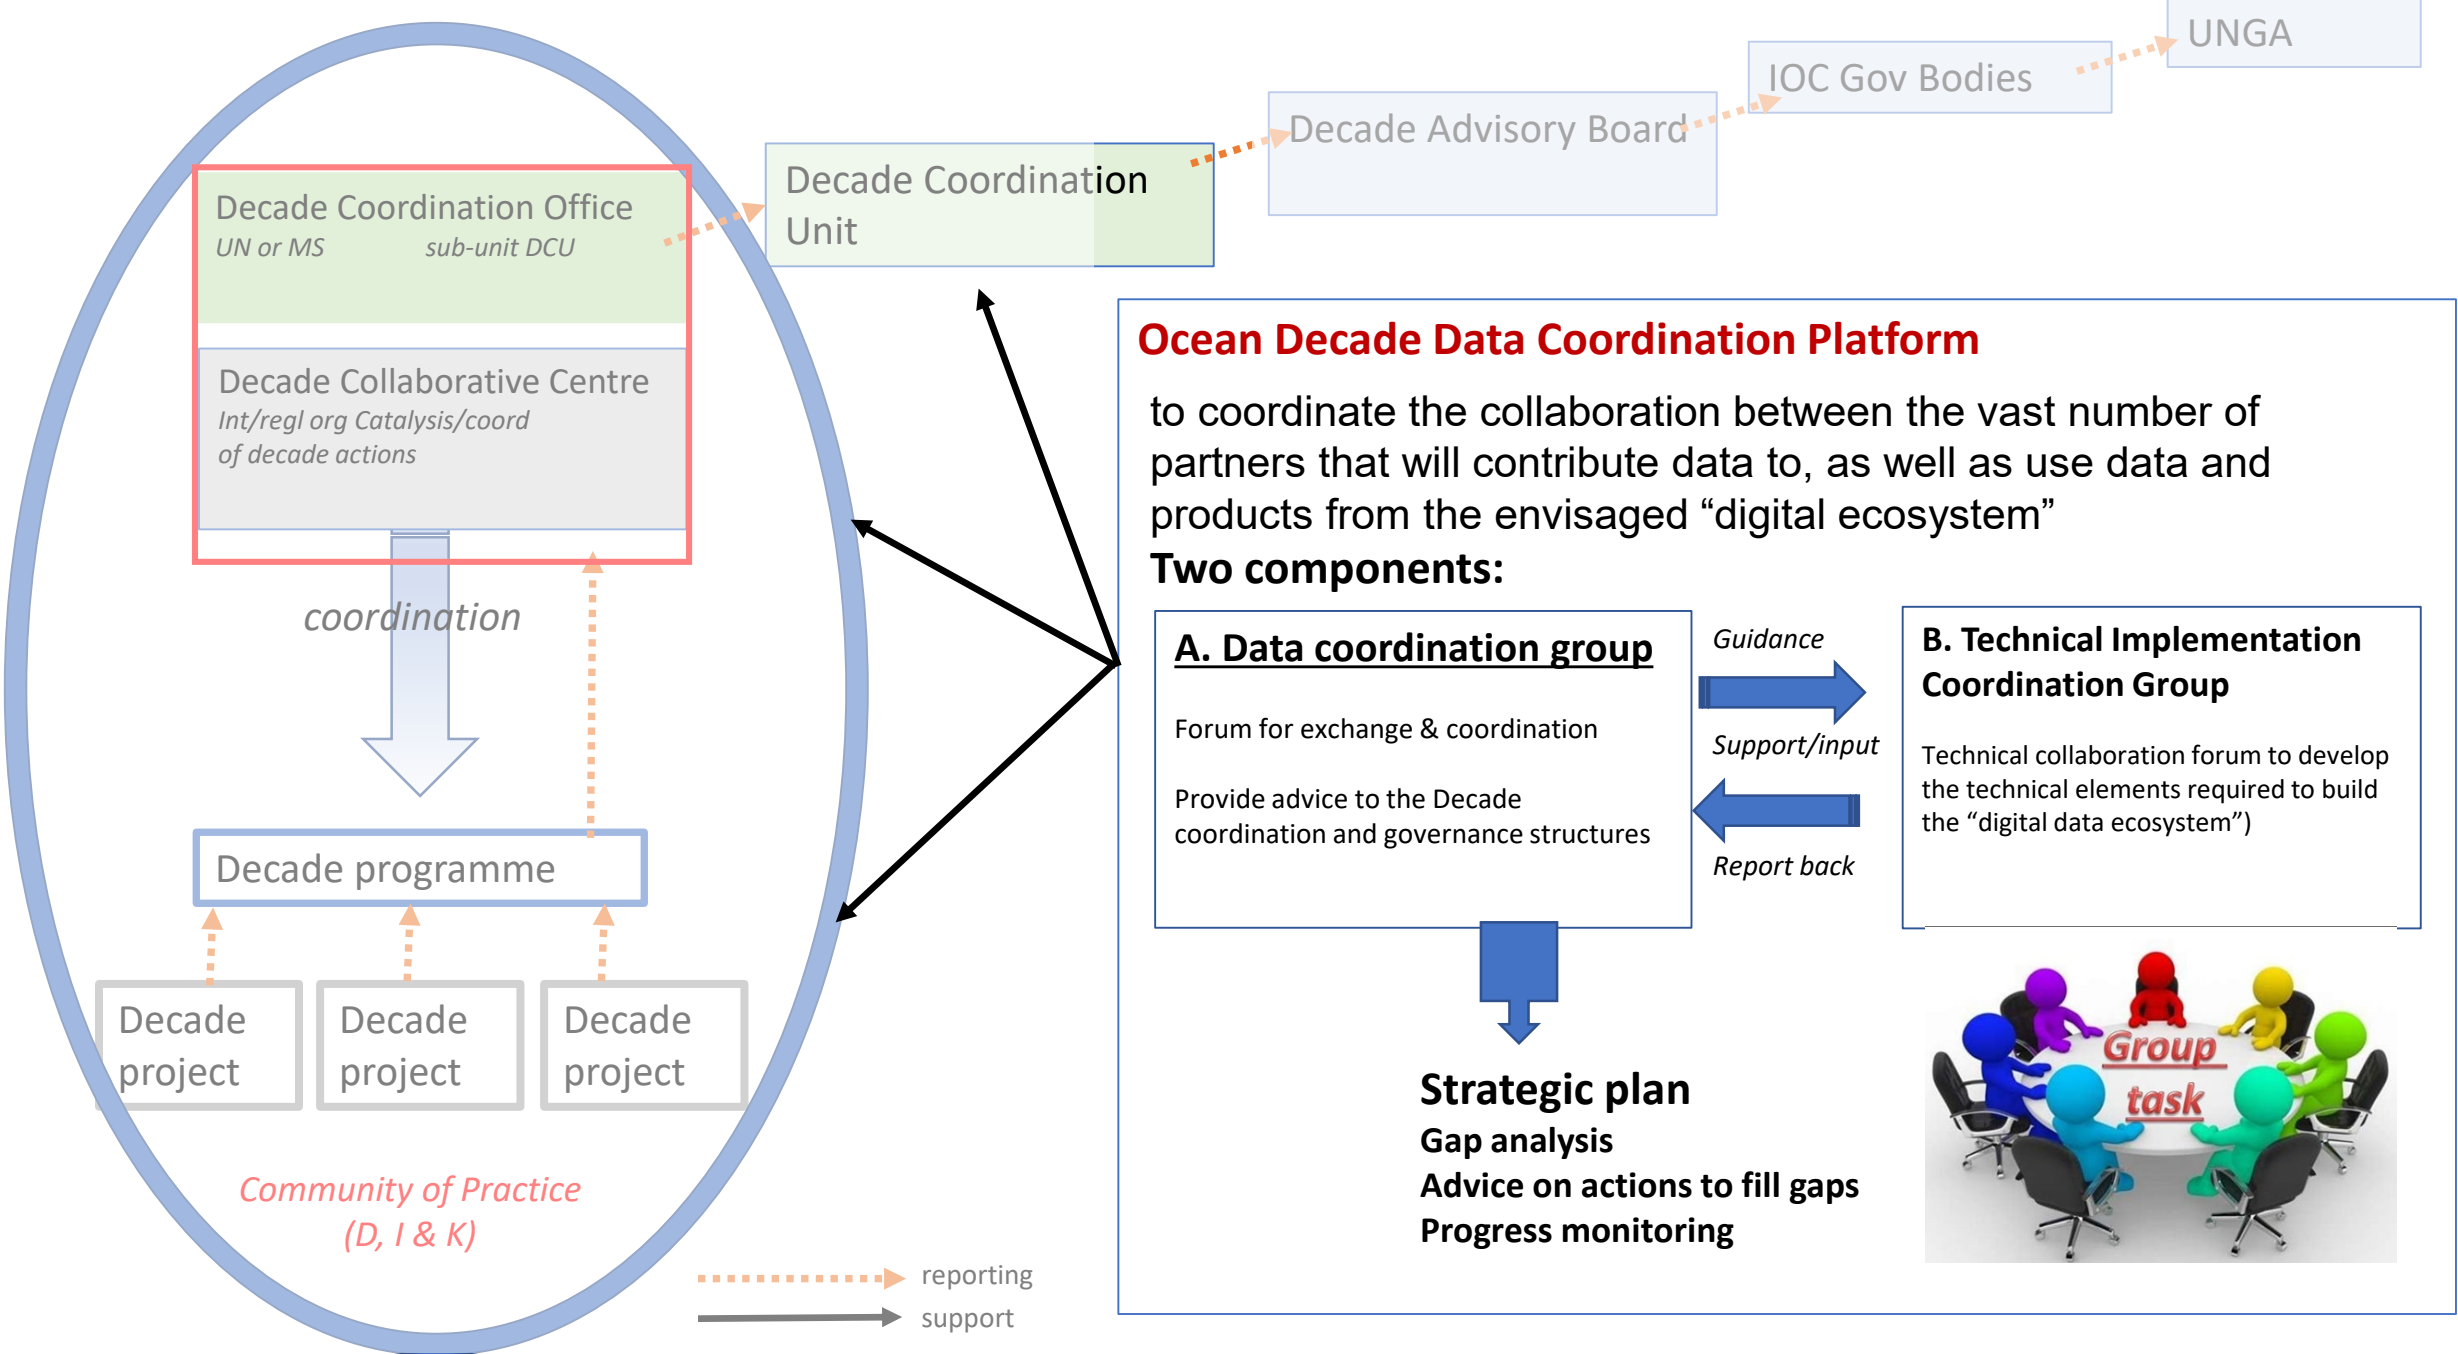 UNGA
IOC Gov Bodies
Decade Advisory Board
Decade Coordination
Unit
Decade Coordination Office
UN or MS sub-unit DCU
Decade Collaborative Centre
Int/regl org Catalysis/coord
of decade actions
coordination
Decade programme
Decade
project
Decade
project
Decade
project
Community of Practice
(D, I & K)
reporting
support
Ocean Decade Data Coordination Platform
to coordinate the collaboration between the vast number of
partners that will contribute data to, as well as use data and
products from the envisaged “digital ecosystem”
Two components:
A. Data coordination group
Forum for exchange & coordination
Provide advice to the Decade
coordination and governance structures
Guidance
Support/input
Report back
B. Technical Implementation
Coordination Group
Technical collaboration forum to develop
the technical elements required to build
the “digital data ecosystem”)
Strategic plan
Gap analysis
Advice on actions to fill gaps
Progress monitoring
Group
task